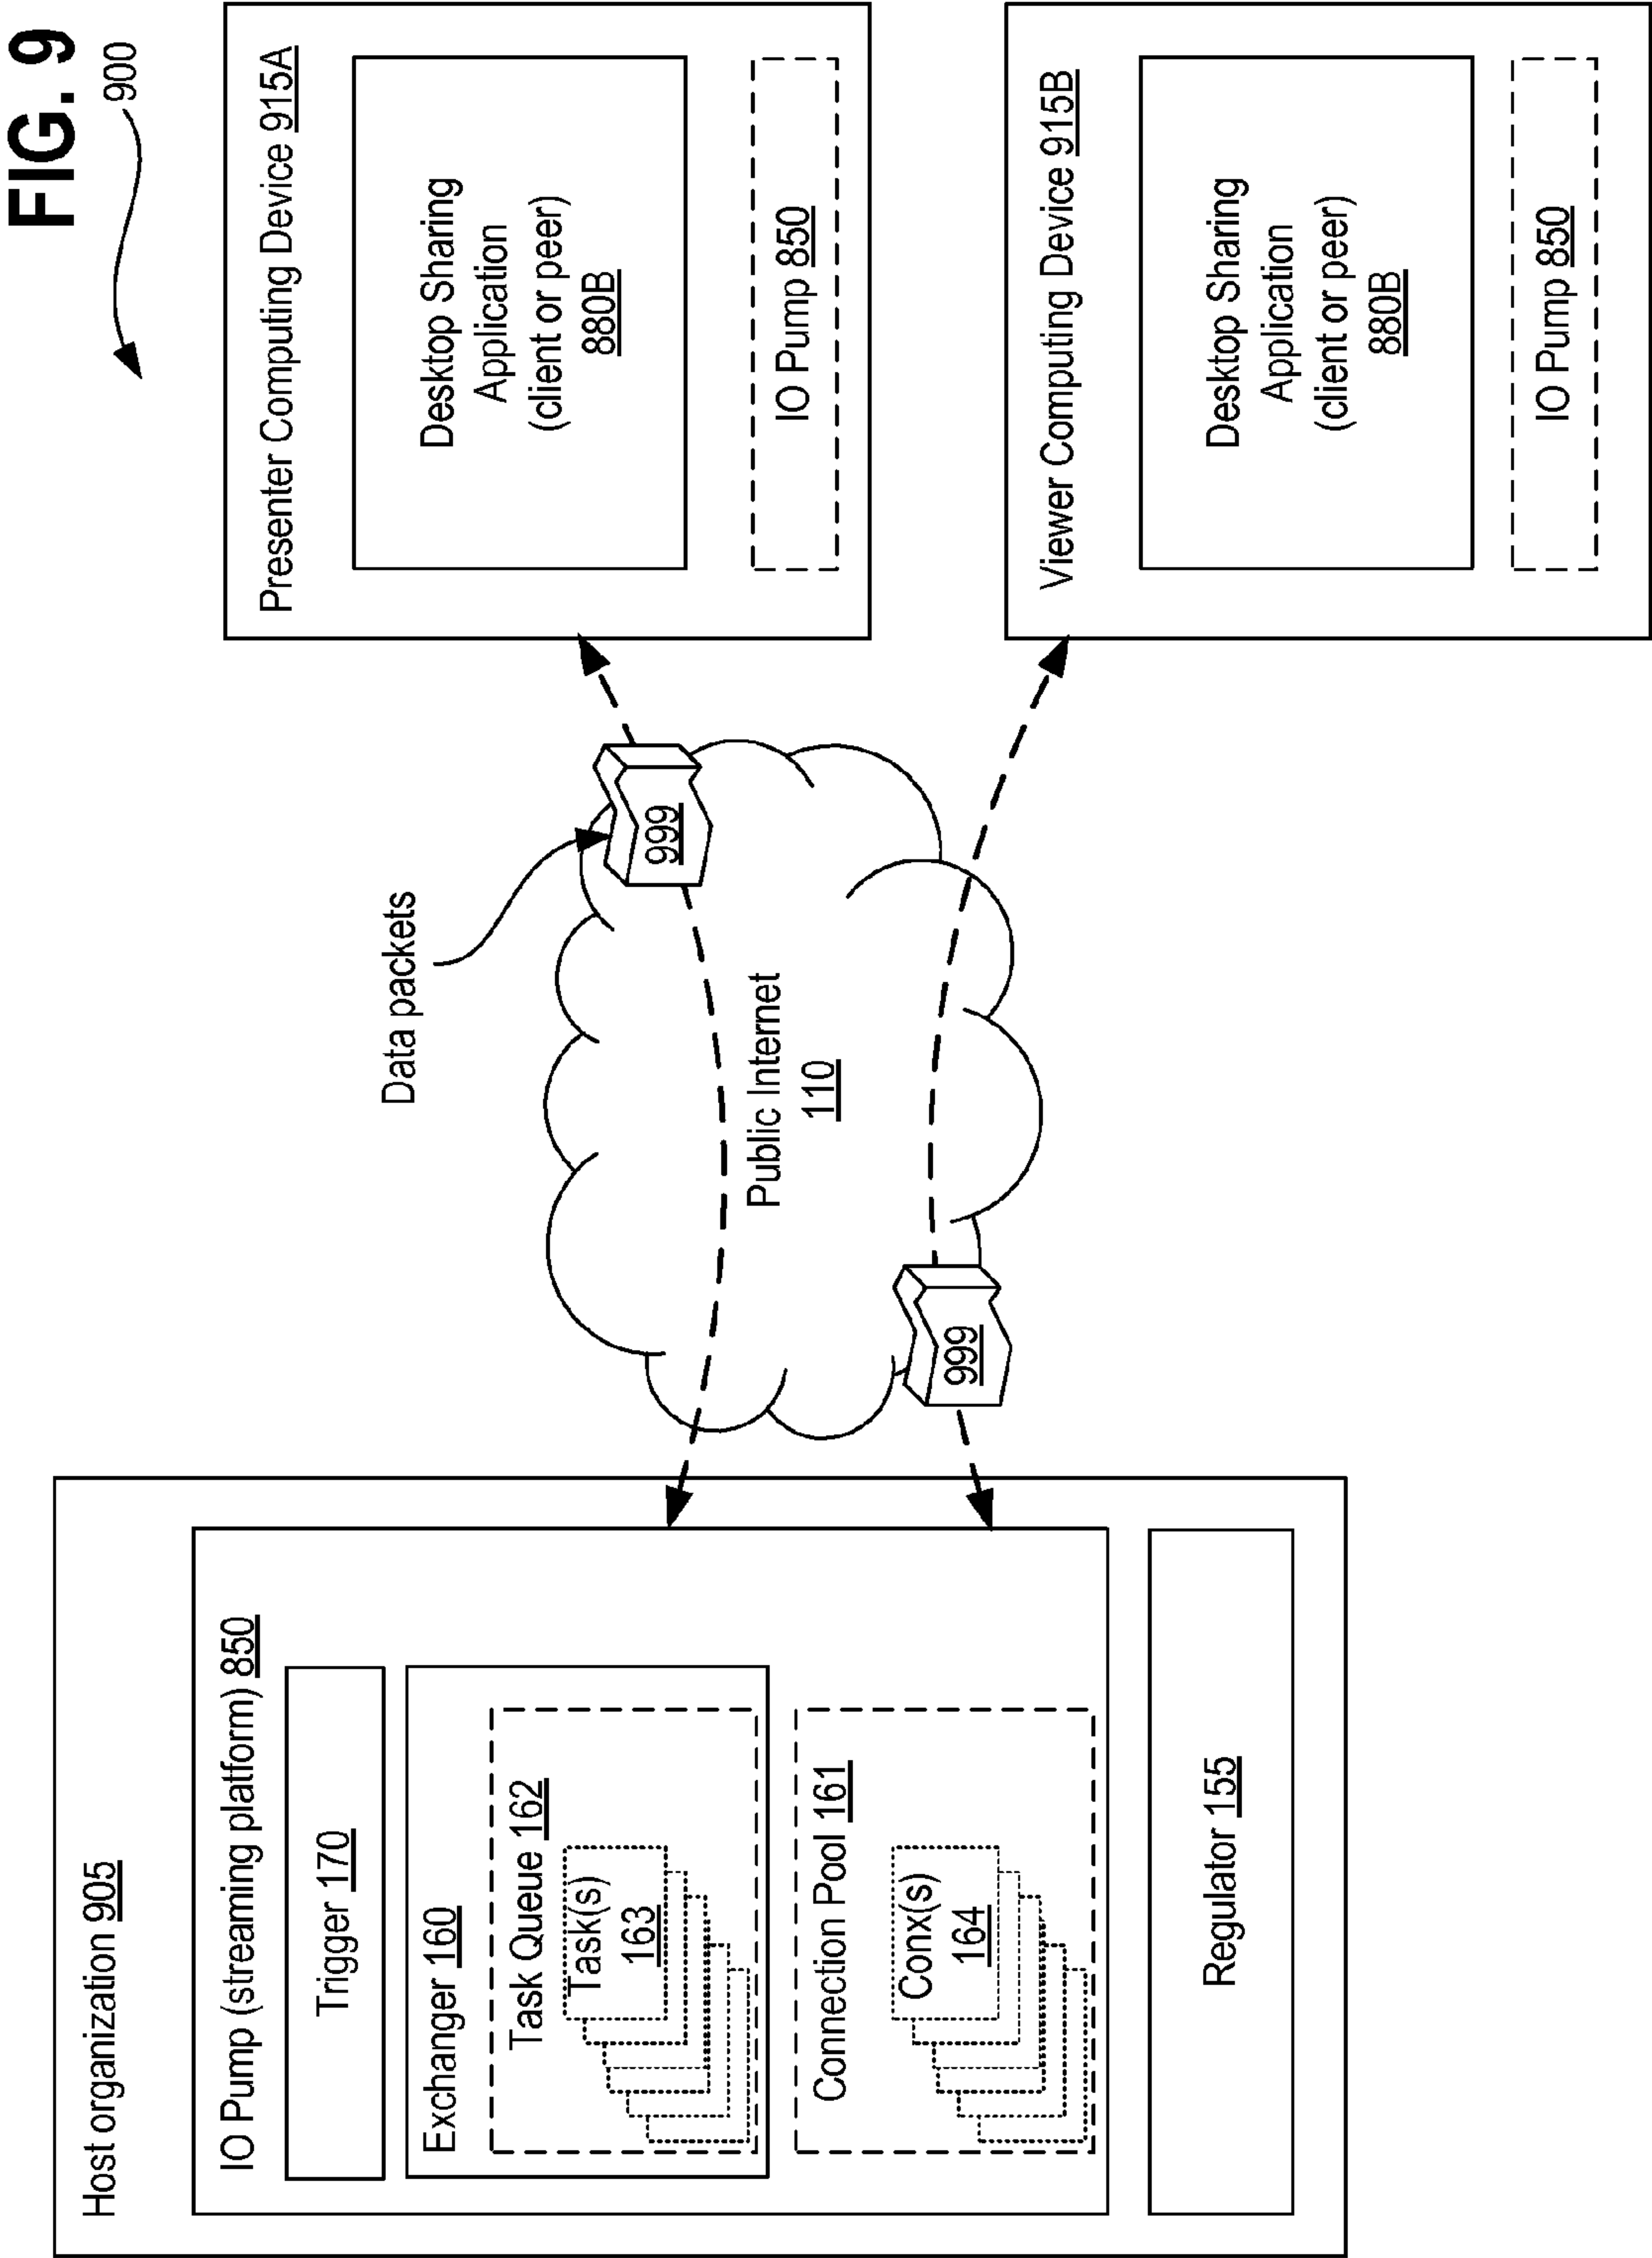 FIG. 9
900
Host organization 905
IO Pump (streaming platform) 850
Trigger 170
Exchanger 160
Task Queue 162
Task(s)
163
Connection Pool 161
Conx(s)
164
Regulator 155
Data packets
999
Public Internet
110
999
Presenter Computing Device 915A
Desktop Sharing
Application
(client or peer)
880B
IO Pump 850
Viewer Computing Device 915B
Desktop Sharing
Application
(client or peer)
880B
IO Pump 850